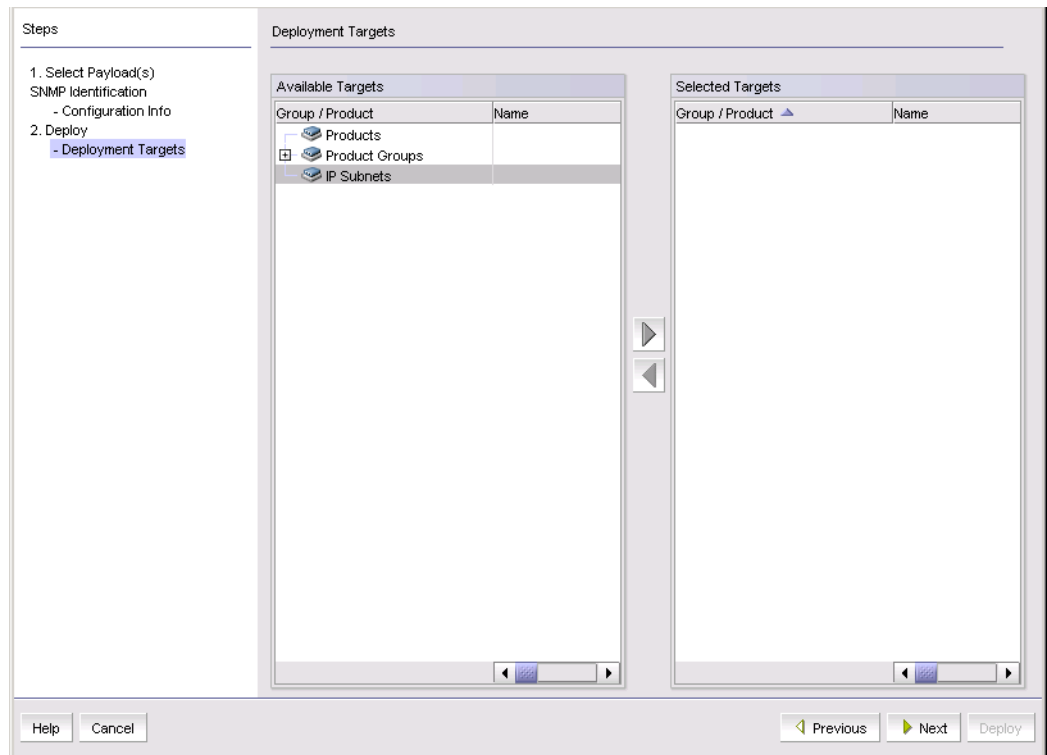 Steps
1. Select Payload(s)
SNMP Identification
- Configuration Info
2. Deploy
- Deployment Targets
Deployment Targets
Available Targets
Group / Product Name
Products
Product Groups
IP Subnets
Selected Targets
Group / Product Name
Help Cancel Previous Next Deploy